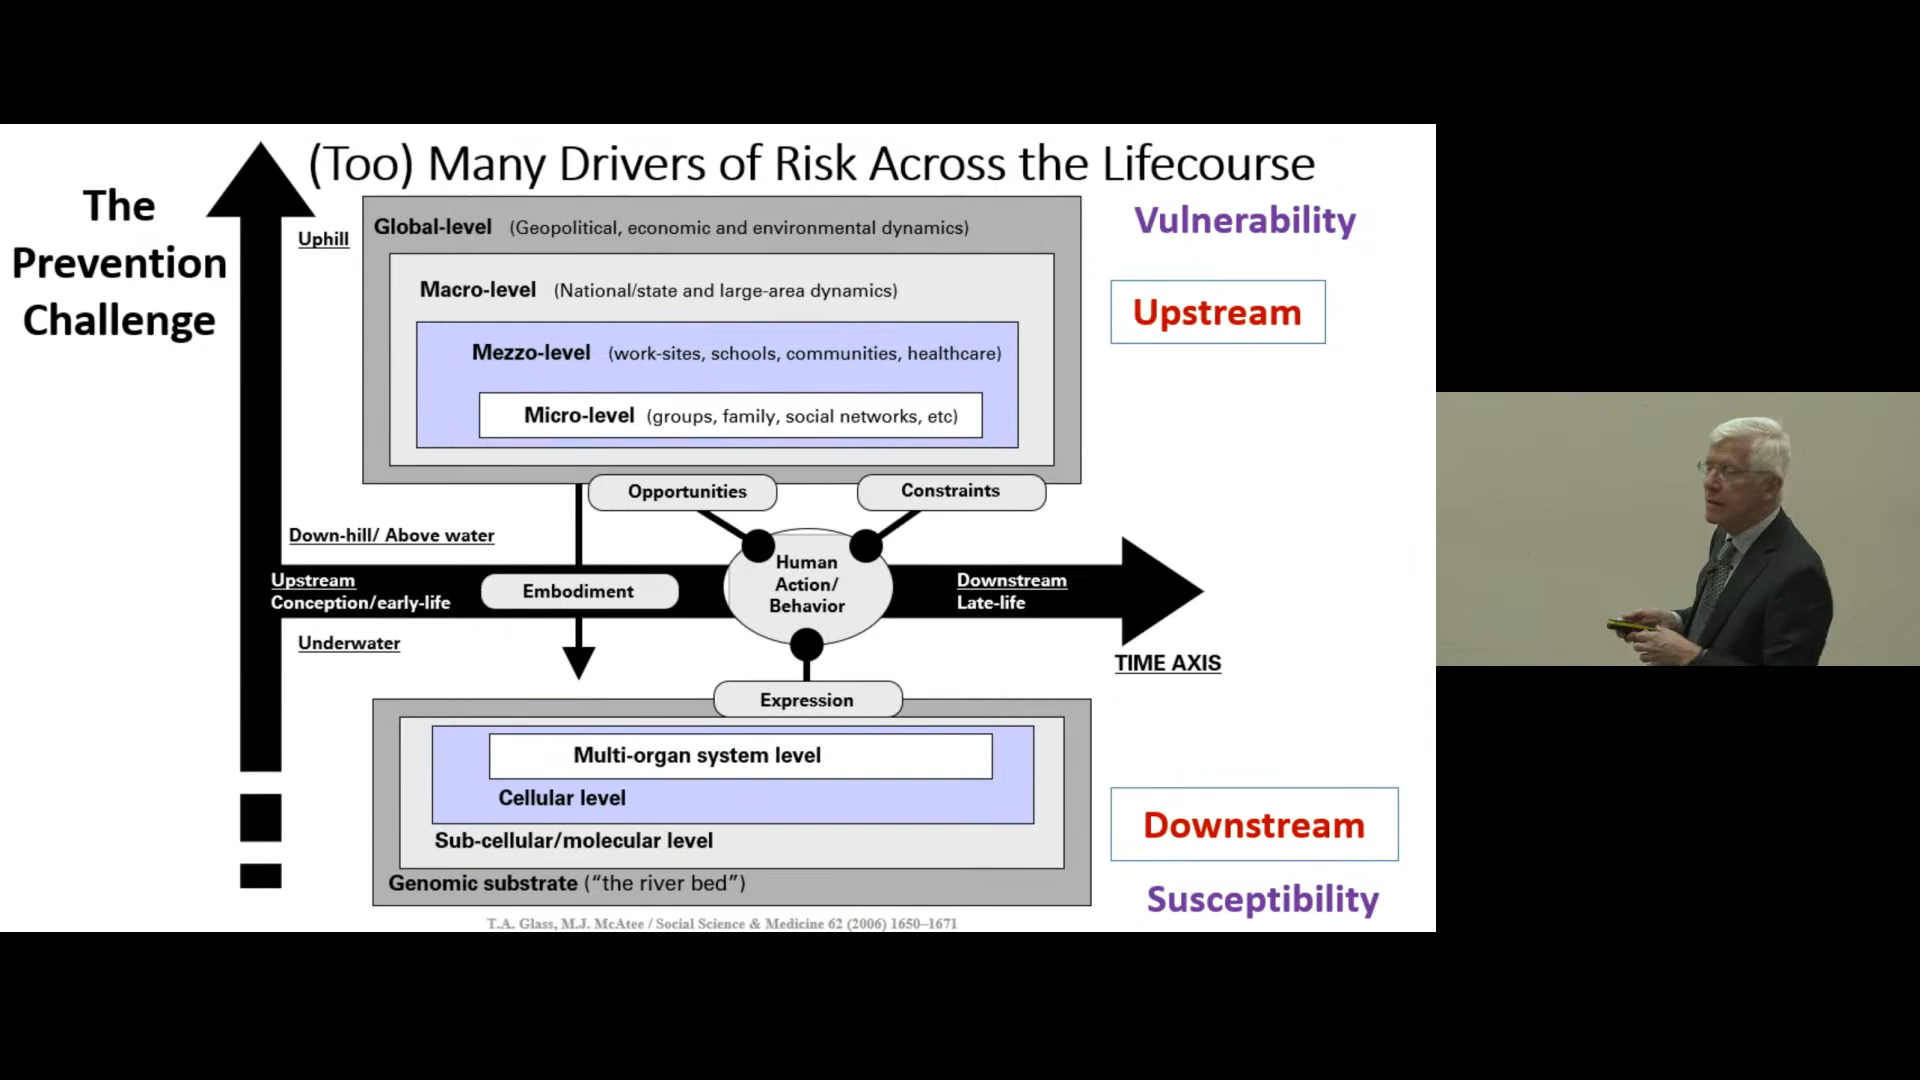 (Too) Many Drivers of Risk Across the Lifecourse
The
Prevention
Challenge
Uphill
Global-level (Geopolitical, economic and environmental dynamics)
Macro-level (National/state and large-area dynamics)
Mezzo-level (work-sites, schools, communities, healthcare)
Micro-level (groups, family, social networks, etc)
Vulnerability
Upstream
Opportunities
Constraints
Down-hill/ Above water
Upstream
Conception/early-life
Embodiment
Human
Action/
Behavior
Downstream
Late-life
Underwater
TIME AXIS
Expression
Multi-organ system level
Cellular level
Sub-cellular/molecular level
Genomic substrate (“the river bed”)
Downstream
Susceptibility
T.A. Glass, M.J. McAtee / Social Science & Medicine 62 (2006) 1650–1671